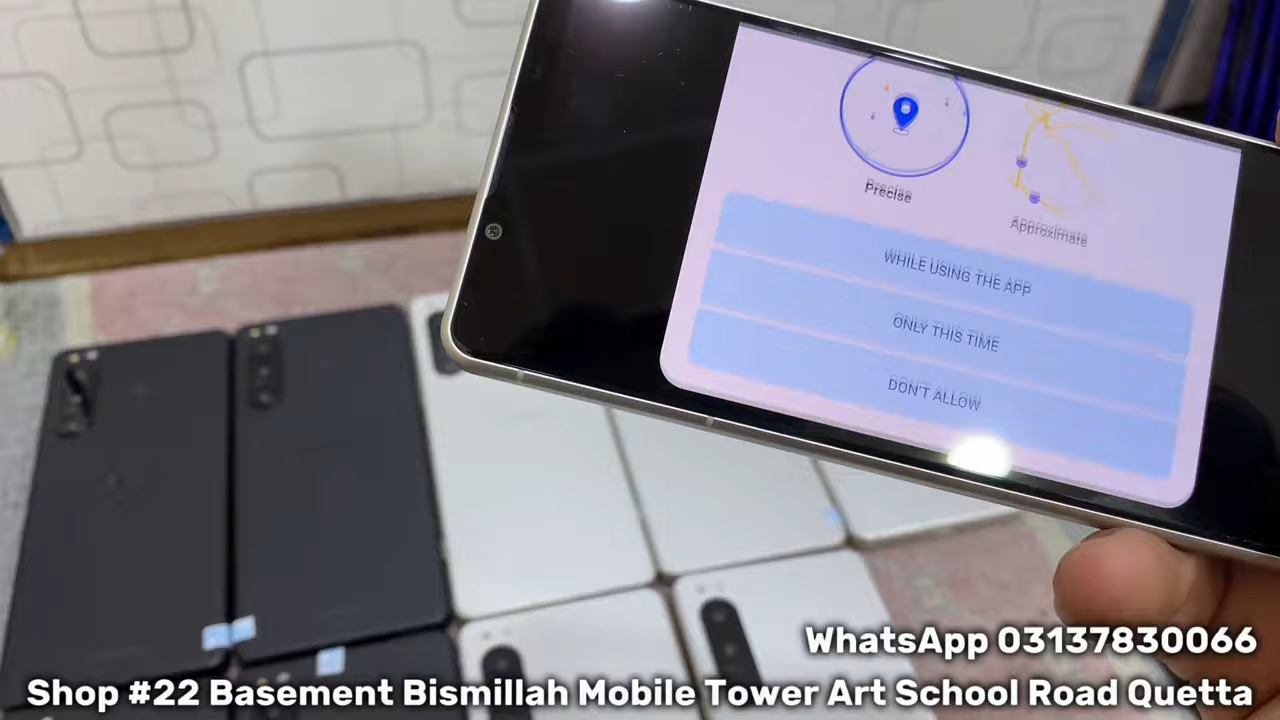 Precise
Approximate
WHILE USING THE APP
ONLY THIS TIME
DON'T ALLOW
WhatsApp 03137830066
Shop #22 Basement Bismillah Mobile Tower Art School Road Quetta